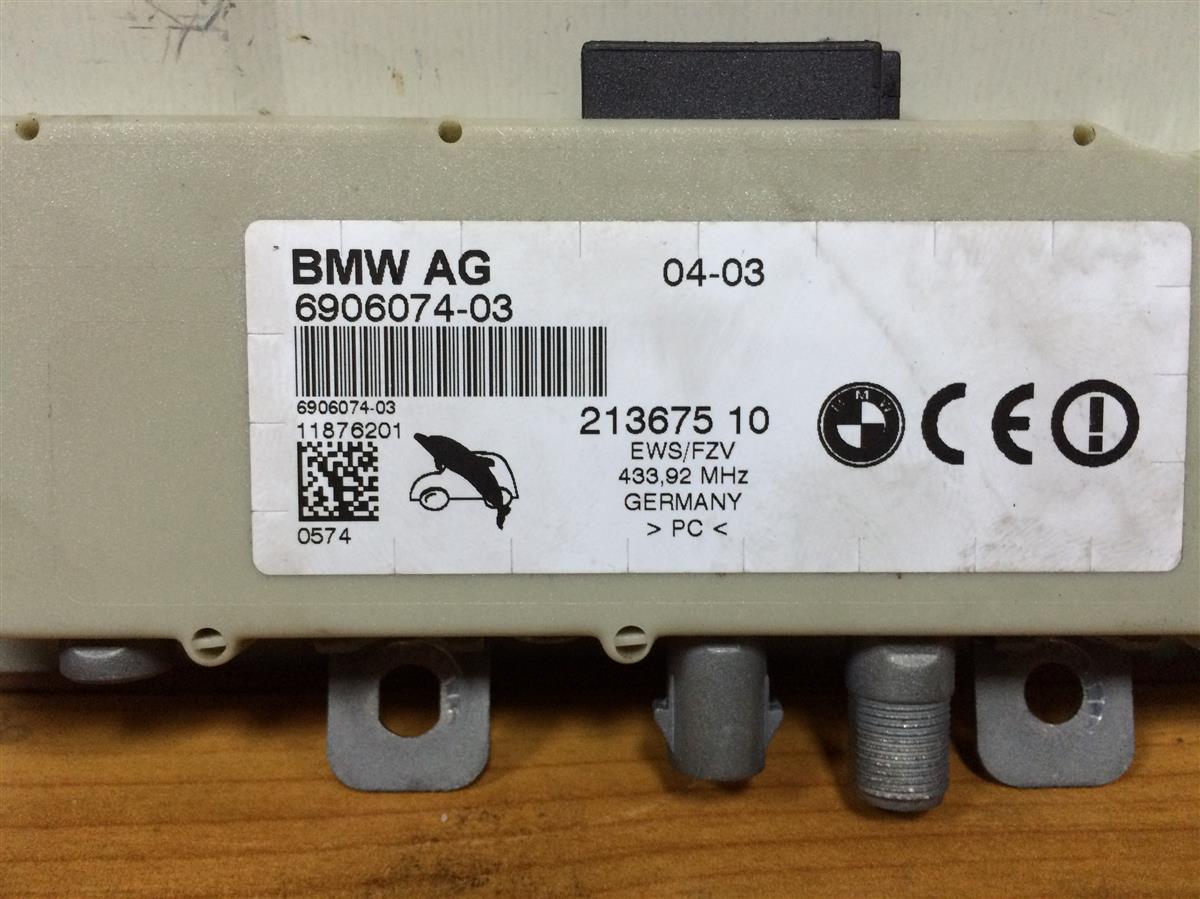 BMW AG
04-03
6906074-03
6906074-03
11876201
0574
213675 10
EWS/FZV
433,92 MHz
GERMANY
> PC <
BMW
CE